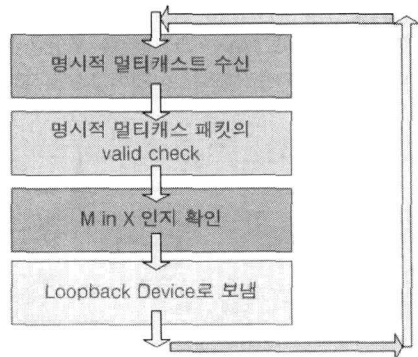 명시적 멀티캐스트 수신
명시적 멀티캐스 패킷의
valid check
M in X 인지 확인
Loopback Device로 보냄